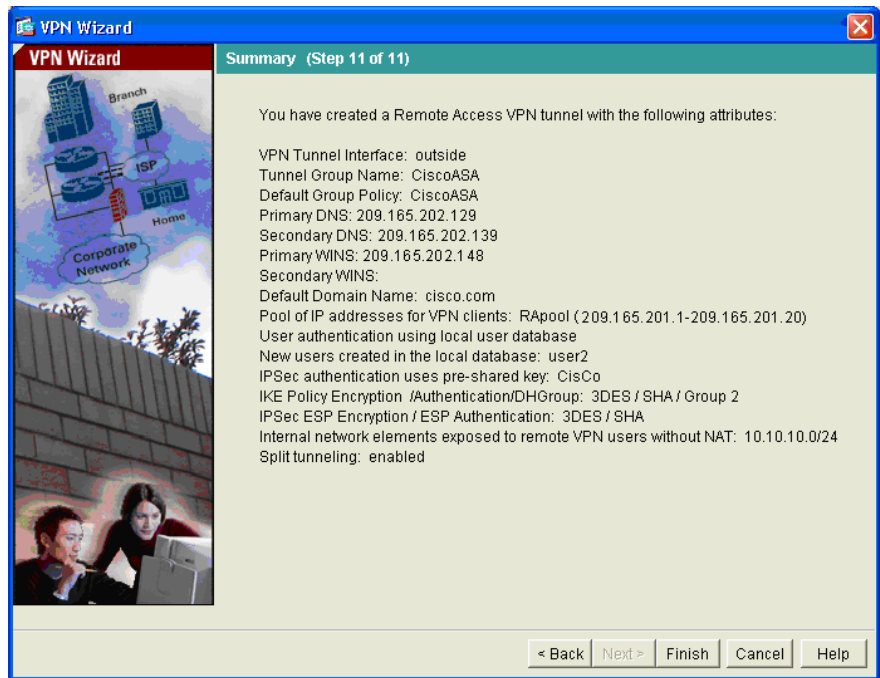 VPN Wizard
VPN Wizard
Summary (Step 11 of 11)
Branch
ISP
Home
Corporate
Network
You have created a Remote Access VPN tunnel with the following attributes:
VPN Tunnel Interface: outside
Tunnel Group Name: CiscoASA
Default Group Policy: CiscoASA
Primary DNS: 209.165.202.129
Secondary DNS: 209.165.202.139
Primary WINS: 209.165.202.148
Secondary WINS:
Default Domain Name: cisco.com
Pool of IP addresses for VPN clients: RApool (209.165.201.1-209.165.201.20)
User authentication using local user database
New users created in the local database: user2
IPSec authentication uses pre-shared key: CisCo
IKE Policy Encryption /Authentication/DHGroup: 3DES / SHA / Group 2
IPSec ESP Encryption / ESP Authentication: 3DES / SHA
Internal network elements exposed to remote VPN users without NAT: 10.10.10.0/24
Split tunneling: enabled
< Back Next > Finish Cancel Help